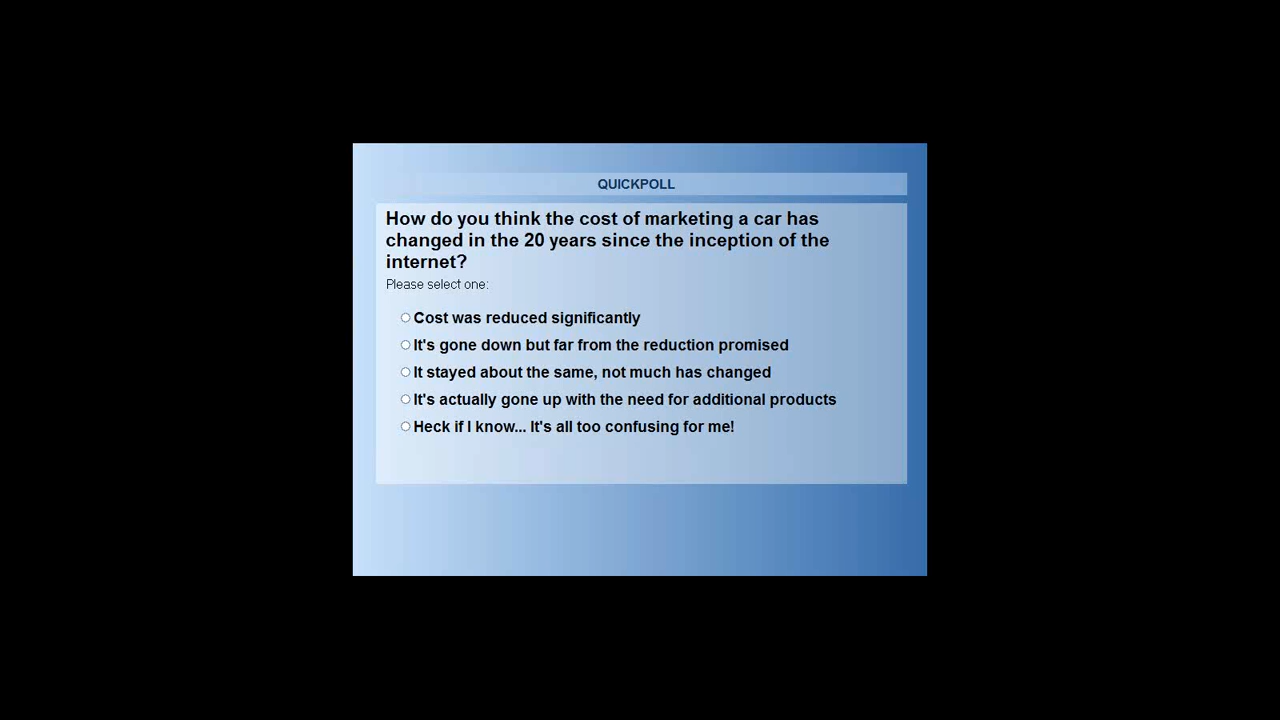 QUICKPOLL
How do you think the cost of marketing a car has
changed in the 20 years since the inception of the
internet?
Please select one:
Cost was reduced significantly
It's gone down but far from the reduction promised
It stayed about the same, not much has changed
It's actually gone up with the need for additional products
Heck if I know... It's all too confusing for me!